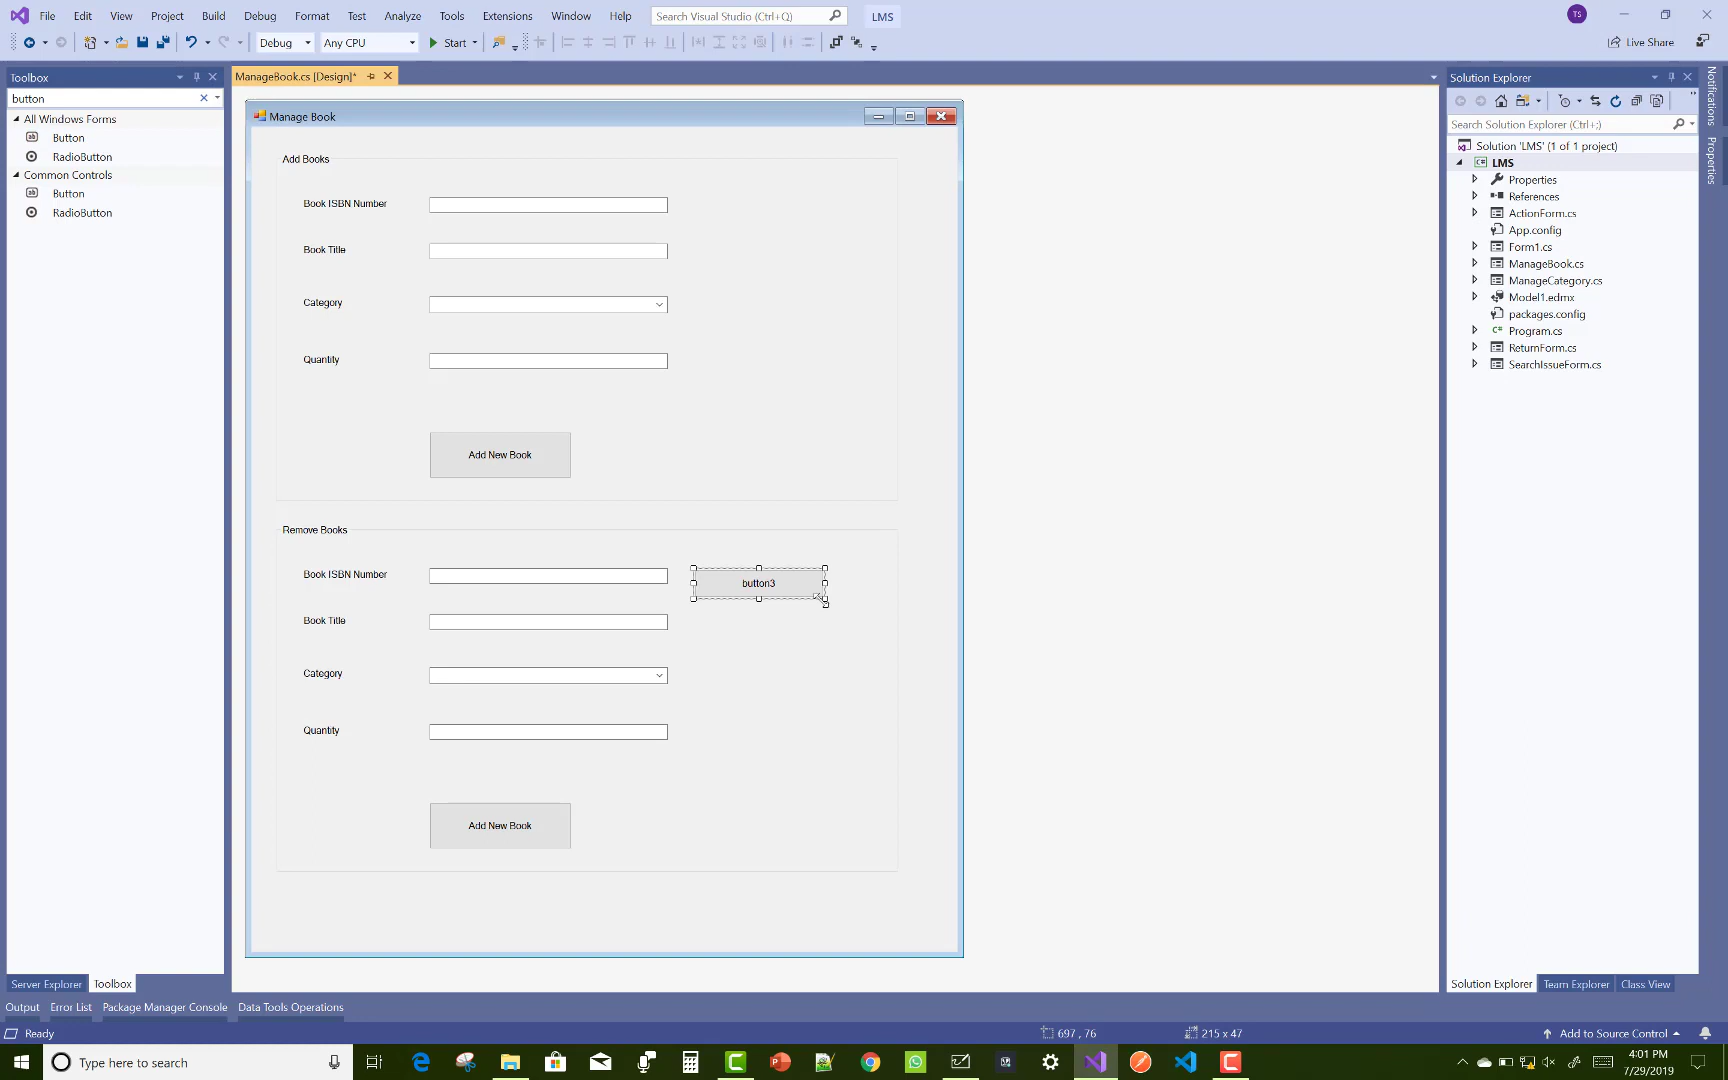 File Edit View Project Build Debug Format Test Analyze Tools Extensions Window Help Search Visual Studio (Ctrl+Q) LMS TS
Debug Any CPU Start Live Share
Toolbox
button
All Windows Forms
Button
RadioButton
Common Controls
Button
RadioButton
ManageBook.cs [Design]*
Manage Book
Add Books
Book ISBN Number
Book Title
Category
Quantity
Add New Book
Remove Books
Book ISBN Number
button3
Book Title
Category
Quantity
Add New Book
Solution Explorer
Search Solution Explorer (Ctrl+;)
Solution 'LMS' (1 of 1 project)
LMS
Properties
References
ActionForm.cs
App.config
Form1.cs
ManageBook.cs
ManageCategory.cs
Model1.edmx
packages.config
Program.cs
ReturnForm.cs
SearchIssueForm.cs
Notifications
Properties
Server Explorer Toolbox
Solution Explorer Team Explorer Class View
Output Error List Package Manager Console Data Tools Operations
Ready 697 , 76 215 x 47 Add to Source Control
Type here to search
4:01 PM
7/29/2019